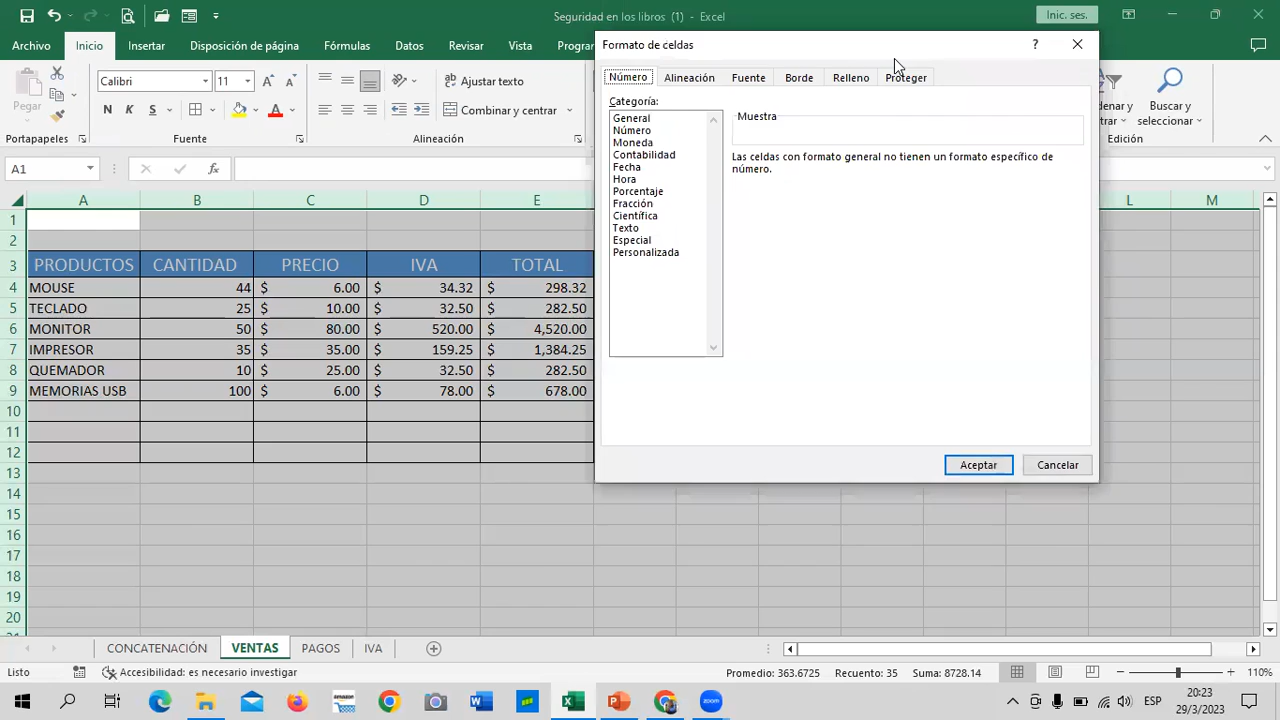 Seguridad en los libros (1) - Excel
Inic. ses.
Archivo Inicio Insertar Disposición de página Fórmulas Datos Revisar Vista Program
Calibri 11
Ajustar texto
Pegar
N
Combinar y centrar
Buscar y
seleccionar
Portapapeles Fuente Alineación Edición
A1 fx
Formato de celdas
? 
Número Alineación Fuente Borde Relleno Proteger
Categoría:
General
Número
Moneda
Contabilidad
Fecha
Hora
Porcentaje
Fracción
Científica
Texto
Especial
Personalizada
Muestra
Las celdas con formato general no tienen un formato específico de
número.
Aceptar Cancelar
A B C D E L M
1
2
3 PRODUCTOS CANTIDAD PRECIO IVA TOTAL
4 MOUSE 44 $ 6.00 $ 34.32 $ 298.32
5 TECLADO 25 $ 10.00 $ 32.50 $ 282.50
6 MONITOR 50 $ 80.00 $ 520.00 $ 4,520.00
7 IMPRESOR 35 $ 35.00 $ 159.25 $ 1,384.25
8 QUEMADOR 10 $ 25.00 $ 32.50 $ 282.50
9 MEMORIAS USB 100 $ 6.00 $ 78.00 $ 678.00
10
11
12
13
14
15
16
17
18
19
20
CONCATENACIÓN VENTAS PAGOS IVA
Listo Accesibilidad: es necesario investigar Promedio: 363.6725 Recuento: 35 Suma: 8728.14 110%
ESP 20:23
29/3/2023